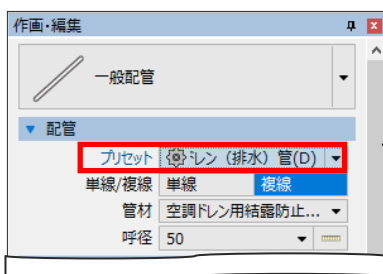 作画・編集
一般配管
配管
プリセット ドレン（排水）管(D)
単線/複線 単線 複線
管材 空調ドレン用結露防止...
呼径 50